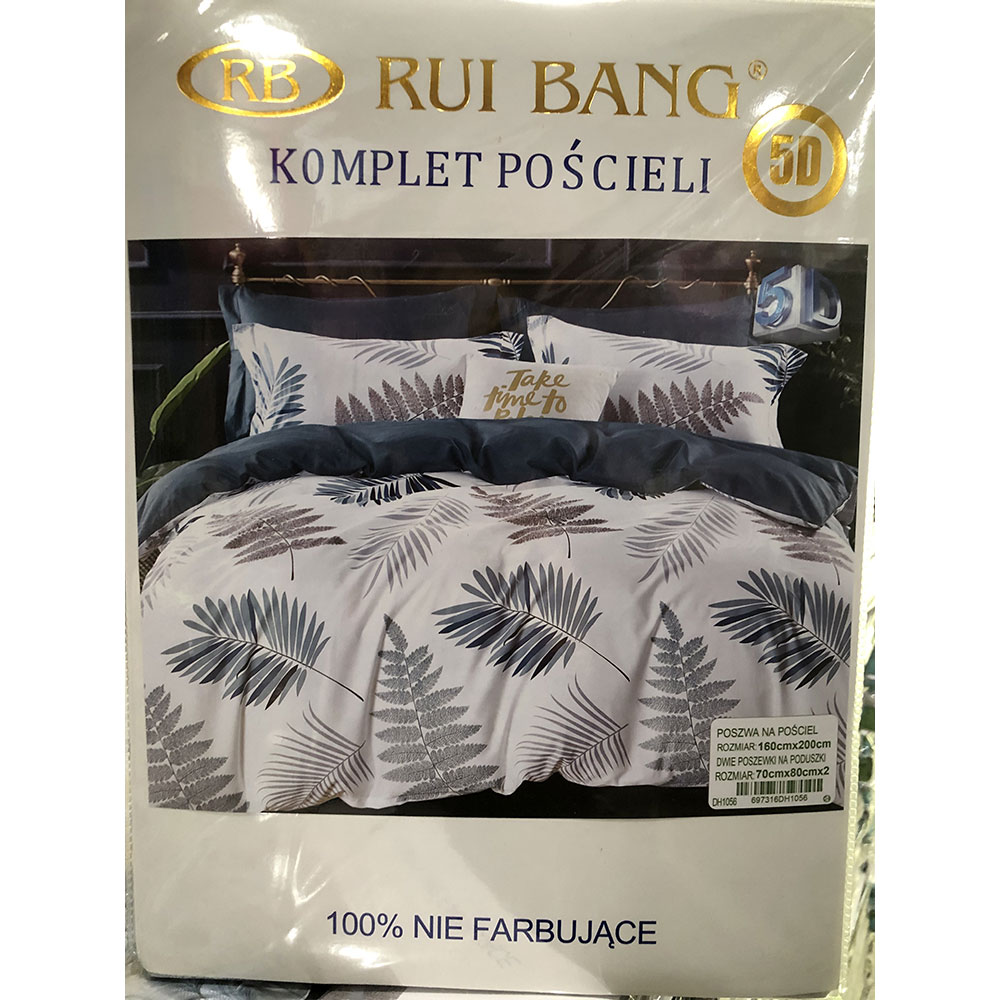 RB RUI BANG®
KOMPLET POŚCIELI
5D
5D
Take
time to
POSZWA NA POŚCIEL
ROZMIAR: 160cmx200cm
DWIE POSZEWKI NA PODUSZKI
ROZMIAR: 70cmx80cmx2
DH1056 697316DH1056
100% NIE FARBUJĄCE